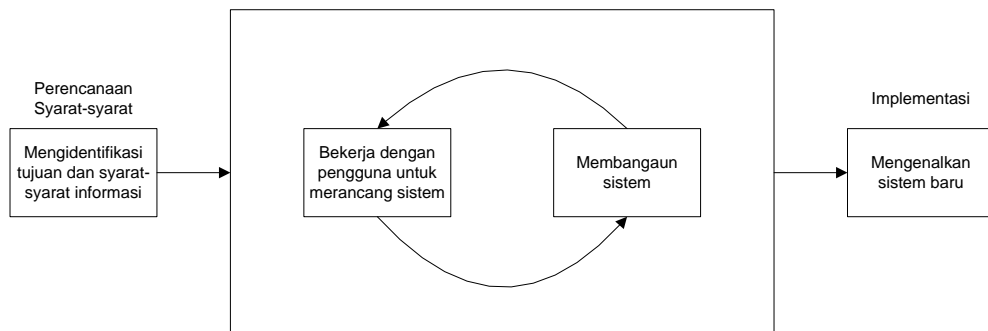 Perencanaan
Syarat-syarat
Mengidentifikasi
tujuan dan syarat-
syarat informasi
Bekerja dengan
pengguna untuk
merancang sistem
Membangaun
sistem
Implementasi
Mengenalkan
sistem baru